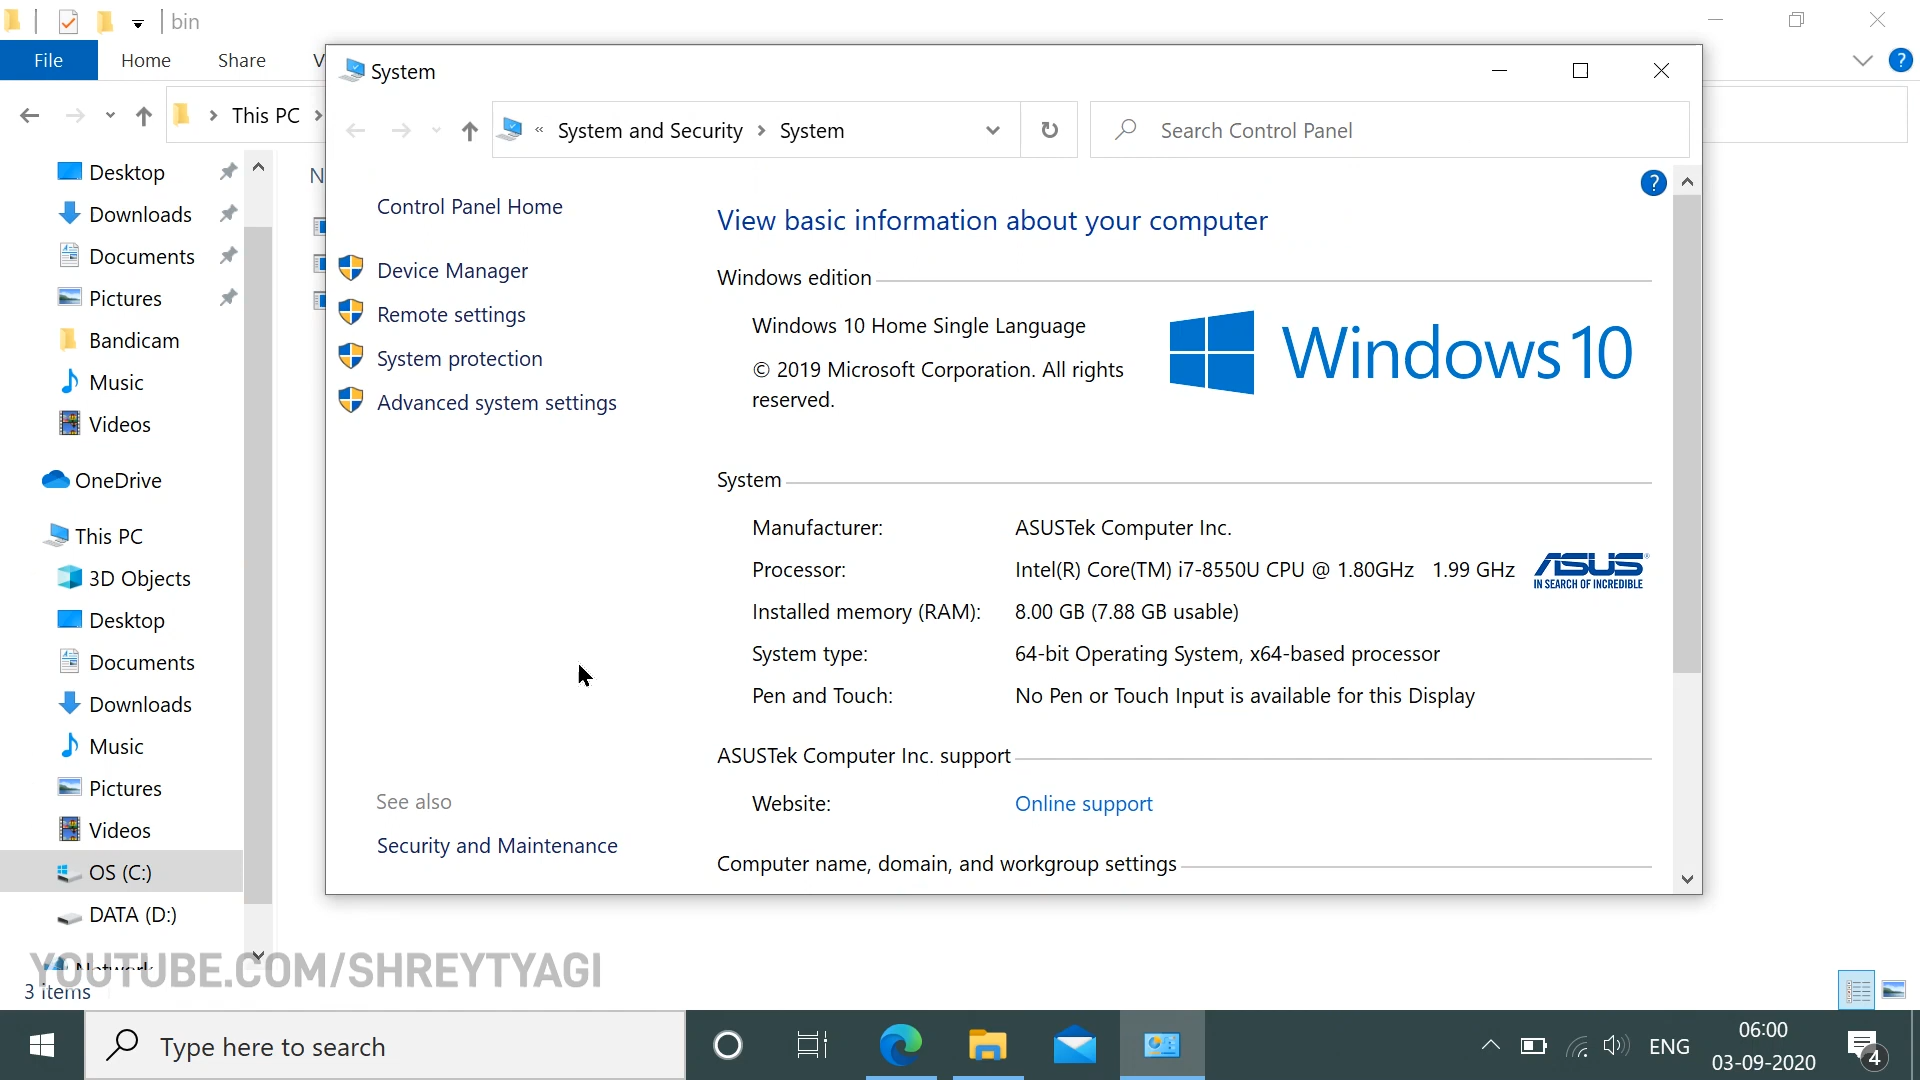 bin
File
Home
Share
V
This PC
System
System and Security
System
Search Control Panel
Desktop
Downloads
Documents
Pictures
Bandicam
Music
Videos
OneDrive
This PC
3D Objects
Desktop
Documents
Downloads
Music
Pictures
Videos
OS (C:)
DATA (D:)
Network
3 items
N
Control Panel Home
Device Manager
Remote settings
System protection
Advanced system settings
See also
Security and Maintenance
View basic information about your computer
Windows edition
Windows 10 Home Single Language
© 2019 Microsoft Corporation. All rights
reserved.
Windows 10
System
Manufacturer: ASUSTek Computer Inc.
Processor: Intel(R) Core(TM) i7-8550U CPU @ 1.80GHz 1.99 GHz
ASUS
IN SEARCH OF INCREDIBLE
Installed memory (RAM): 8.00 GB (7.88 GB usable)
System type: 64-bit Operating System, x64-based processor
Pen and Touch: No Pen or Touch Input is available for this Display
ASUSTek Computer Inc. support
Website: Online support
Computer name, domain, and workgroup settings
YOUTUBE.COM/SHREYTYAGI
Type here to search
ENG
06:00
03-09-2020
4